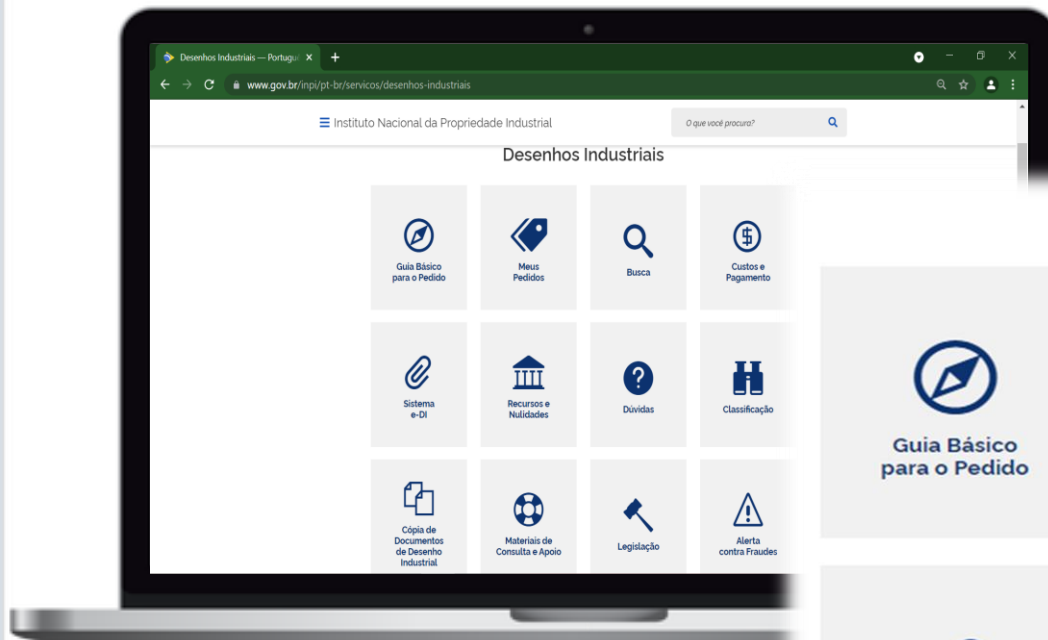 Desenhos Industriais — Portugu
www.gov.br/inpi/pt-br/servicos/desenhos-industriais
Instituto Nacional da Propriedade Industrial
O que você procura?
Desenhos Industriais
Guia Básico
para o Pedido
Meus
Pedidos
Busca
Custos e
Pagamento
Sistema
e-DI
Recursos e
Nulidades
Dúvidas
Classificação
Cópia de
Documentos
de Desenho
Industrial
Materiais de
Consulta e Apoio
Legislação
Alerta
contra Fraudes
Guia Básico
para o Pedido